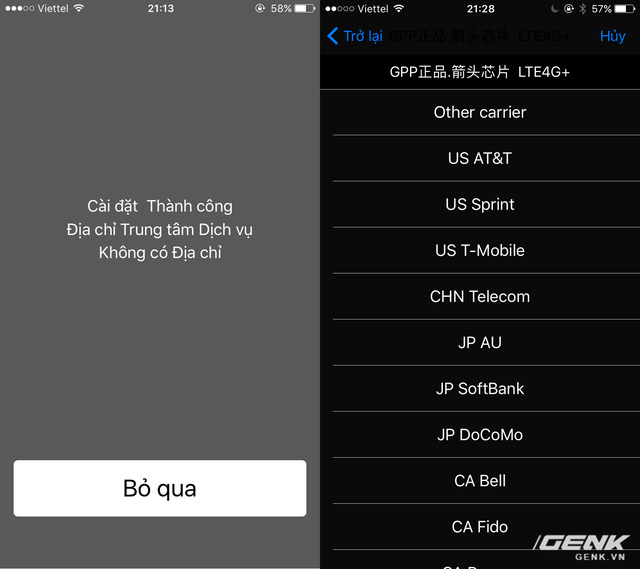 Viettel 21:13 58%
Cài đặt Thành công
Địa chỉ Trung tâm Dịch vụ
Không có Địa chỉ
Bỏ qua
Viettel 21:28 57%
Trở lại GPP正品.箭头芯片 LTE4G+ Hủy
GPP正品.箭头芯片 LTE4G+
Other carrier
US AT&T
US Sprint
US T-Mobile
CHN Telecom
JP AU
JP SoftBank
JP DoCoMo
CA Bell
CA Fido
GENK
GENK.VN